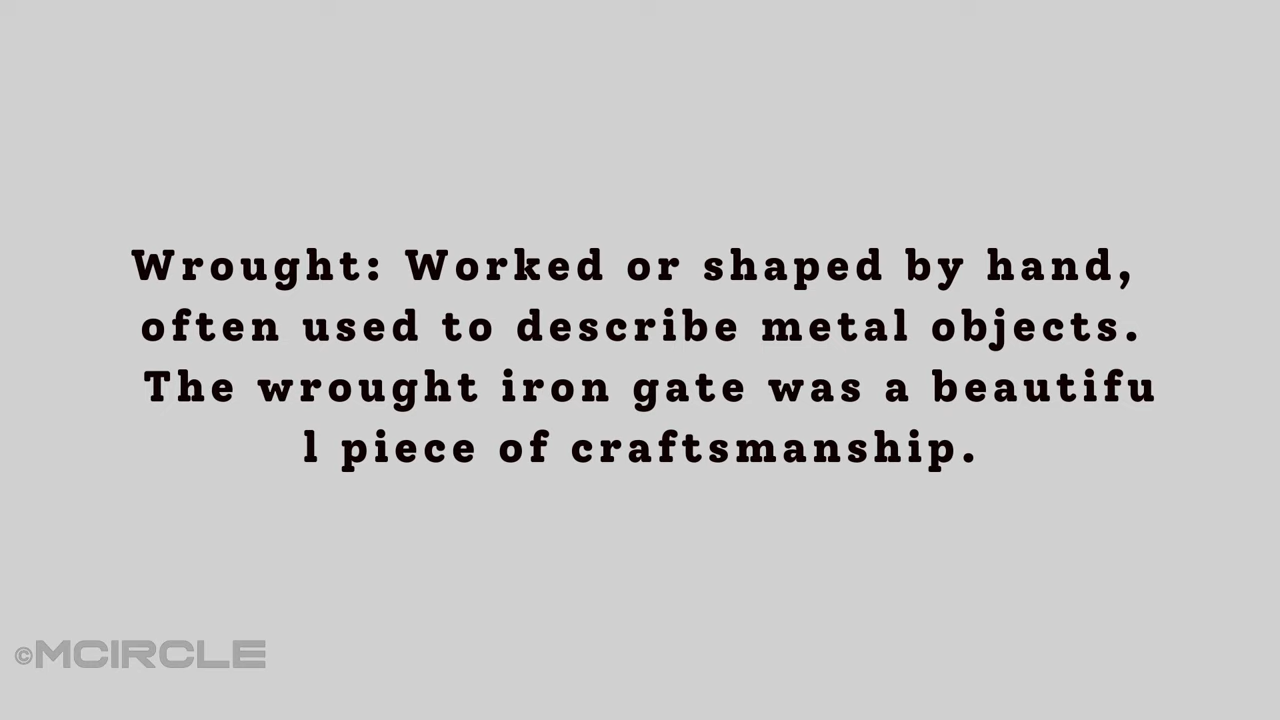 Wrought: Worked or shaped by hand,
often used to describe metal objects.
The wrought iron gate was a beautifu
l piece of craftsmanship.
©MCIRCLE